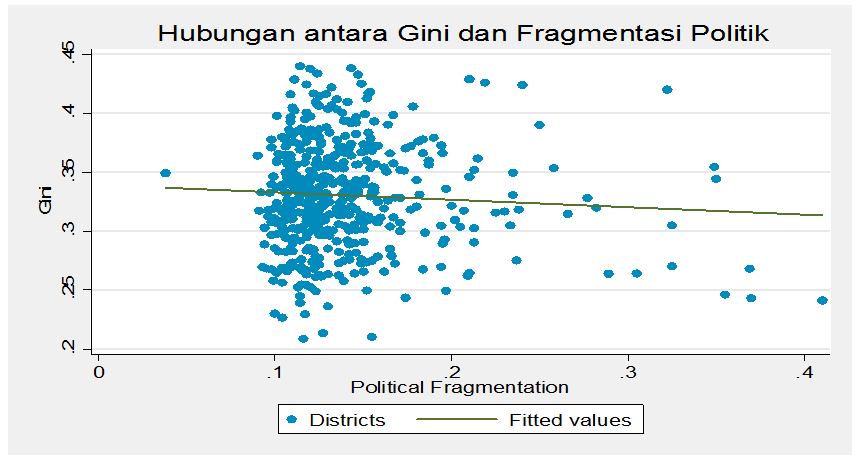 Hubungan antara Gini dan Fragmentasi Politik
.45
.4
.35
.3
.25
.2
Gini
0
.1
.2
.3
.4
Political Fragmentation
Districts
Fitted values